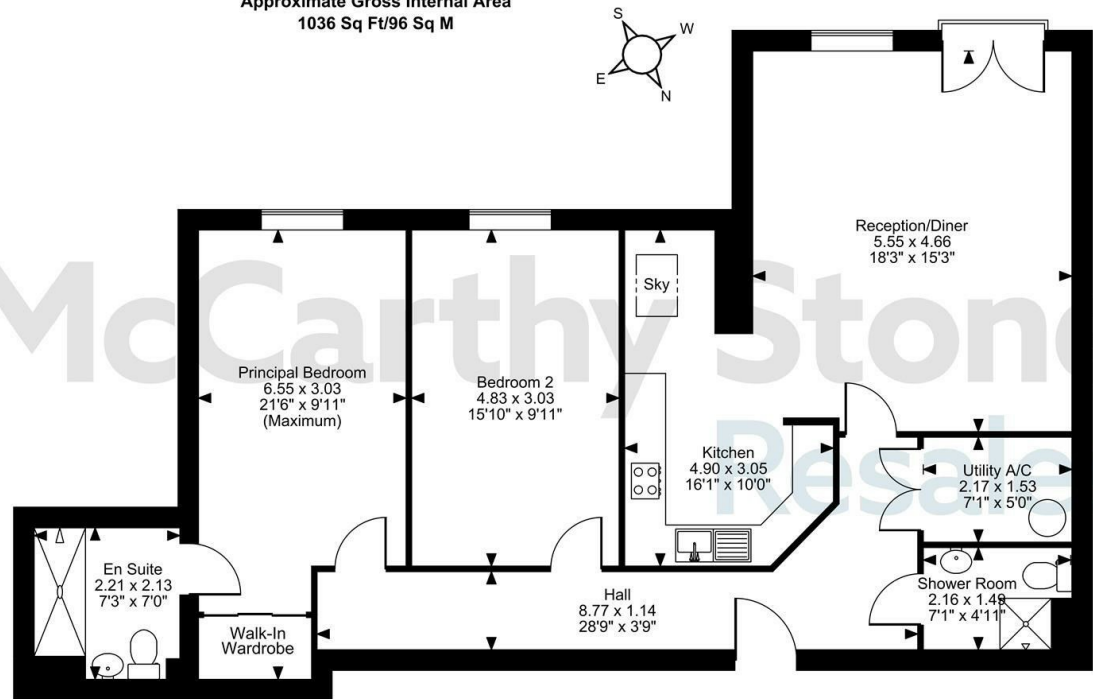 Approximate Gross Internal Area
1036 Sq Ft/96 Sq M
S
W
E
N
Reception/Diner
5.55 x 4.66
18'3" x 15'3"
Sky
McCarthy Stone
Resale
Principal Bedroom
6.55 x 3.03
21'6" x 9'11"
(Maximum)
Bedroom 2
4.83 x 3.03
15'10" x 9'11"
Kitchen
4.90 x 3.05
16'1" x 10'0"
Utility A/C
2.17 x 1.53
7'1" x 5'0"
En Suite
2.21 x 2.13
7'3" x 7'0"
Hall
8.77 x 1.14
28'9" x 3'9"
Shower Room
2.16 x 1.49
7'1" x 4'11"
Walk-In
Wardrobe